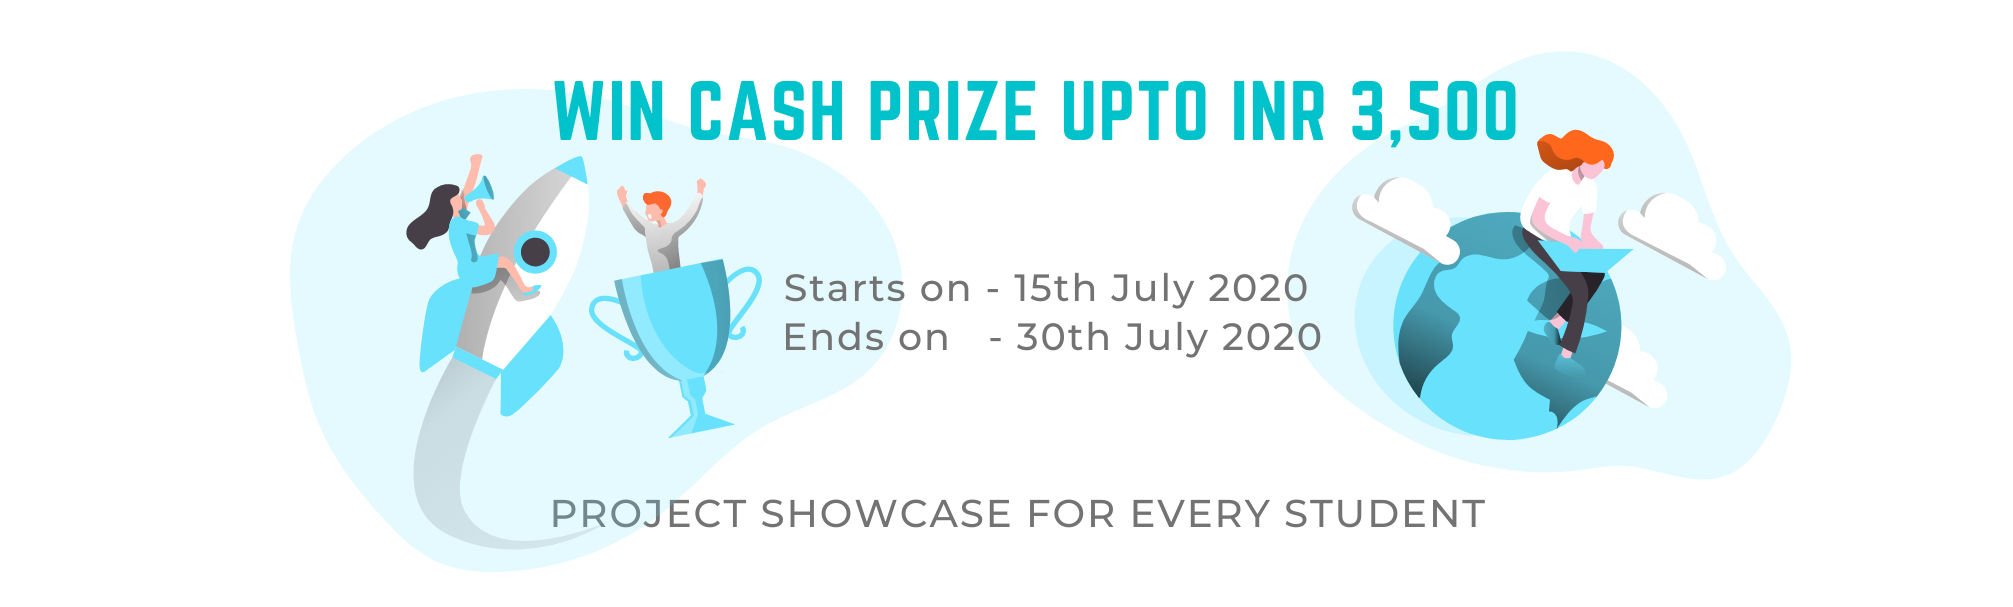 WIN CASH PRIZE UPTO INR 3,500
Starts on - 15th July 2020
Ends on - 30th July 2020
PROJECT SHOWCASE FOR EVERY STUDENT